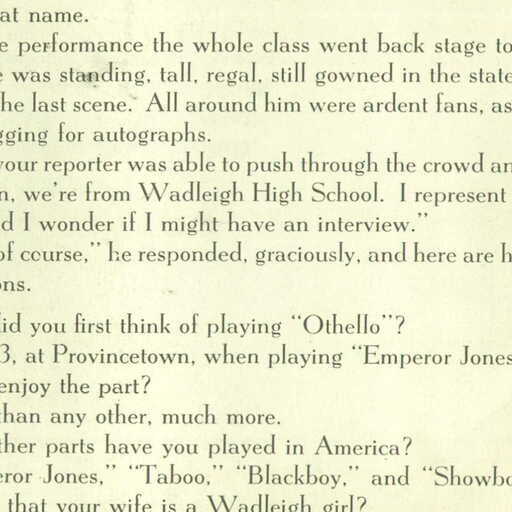 at name.
e performance the whole class went back stage to
e was standing, tall, regal, still gowned in the state
he last scene. All around him were ardent fans, as
gging for autographs.
your reporter was able to push through the crowd an
n, we're from Wadleigh High School. I represent
d I wonder if I might have an interview."
of course," he responded, graciously, and here are h
ons.
did you first think of playing "Othello"?
3, at Provincetown, when playing "Emperor Jones
enjoy the part?
than any other, much more.
ther parts have you played in America?
eror Jones," "Taboo," "Blackboy," and "Showbo
that your wife is a Wadleigh girl?